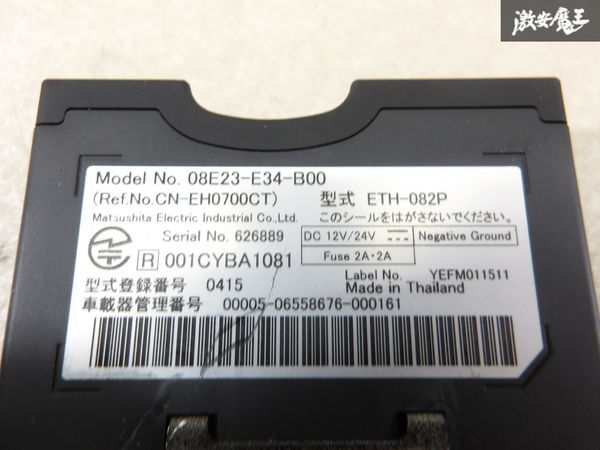 激安魔王
Model No. 08E23-E34-B00
(Ref.No.CN-EH0700CT) 型式 ETH-082P
Matsushita Electric Industrial Co.,Ltd. このシールをはがさないでください。
Serial No. 626889 DC 12V/24V Negative Ground
R 001CYBA1081 Fuse 2A・2A
Label No. YEFM011511
型式登録番号 0415 Made in Thailand
車載器管理番号 00005-06558676-000161